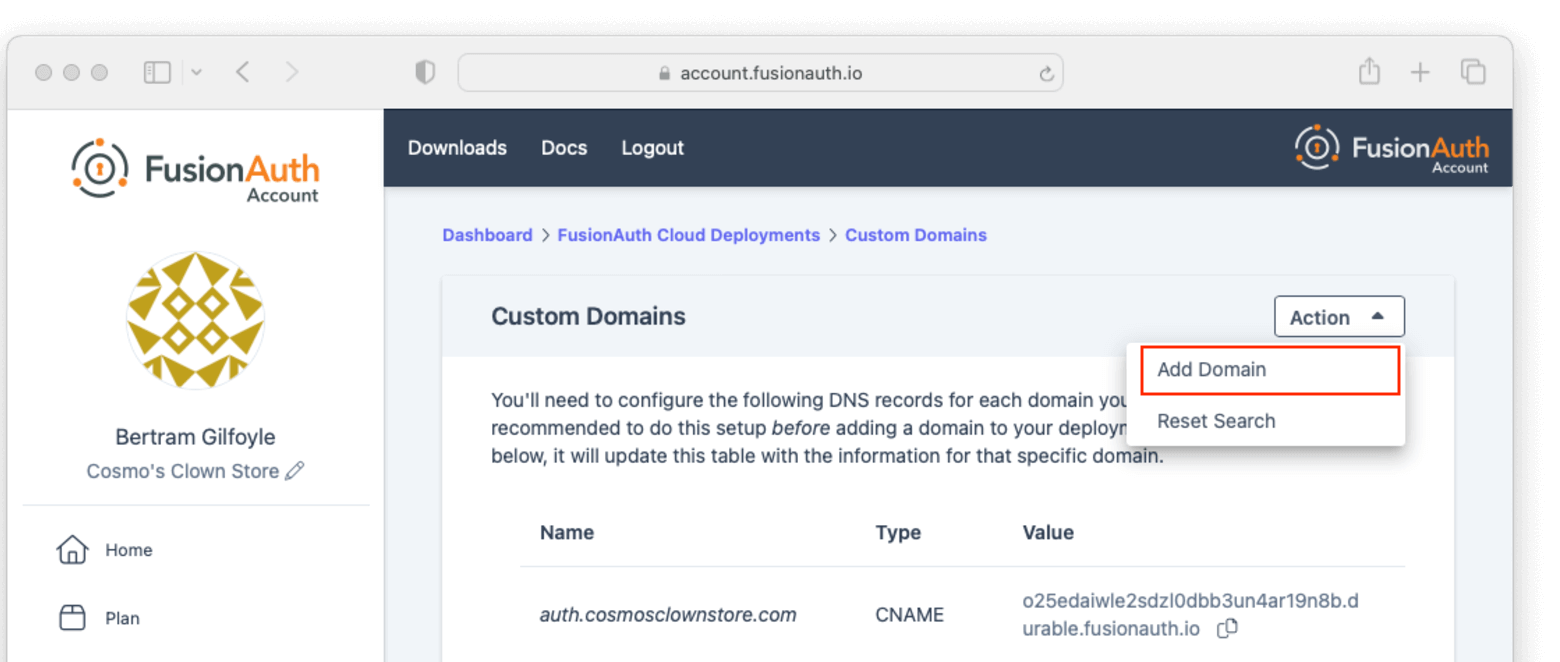 account.fusionauth.io
FusionAuth
Account
Downloads Docs Logout
FusionAuth
Account
Bertram Gilfoyle
Cosmo's Clown Store
Home
Plan
Dashboard > FusionAuth Cloud Deployments > Custom Domains
Custom Domains
Action
Add Domain
Reset Search
You'll need to configure the following DNS records for each domain you
recommended to do this setup before adding a domain to your deploym
below, it will update this table with the information for that specific domain.
Name Type Value
auth.cosmosclownstore.com CNAME o25edaiwle2sdzl0dbb3un4ar19n8b.d
urable.fusionauth.io